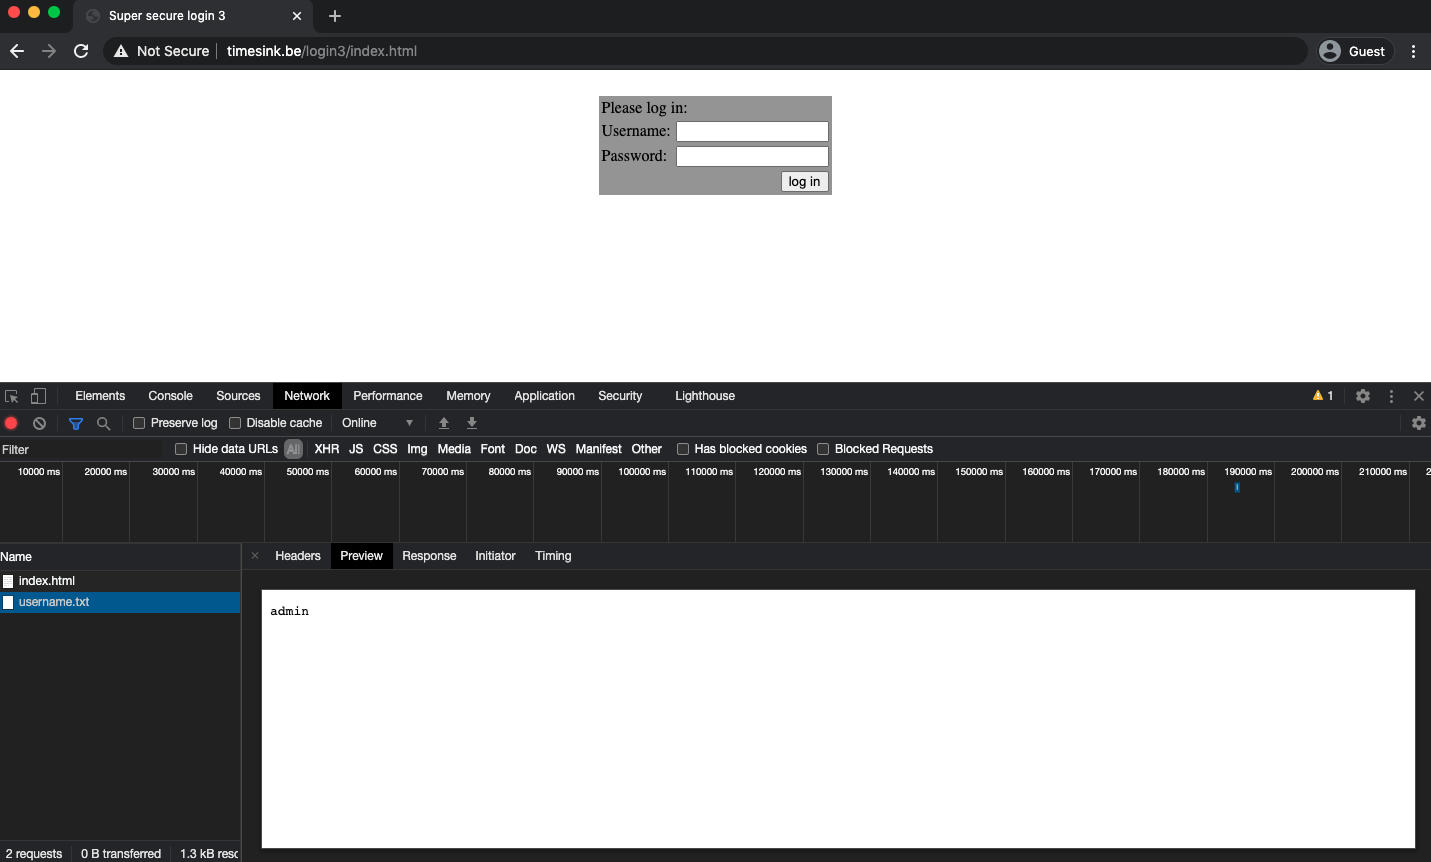 Super secure login 3
Not Secure timesink.be/login3/index.html Guest
Please log in:
Username:
Password:
log in
Elements Console Sources Network Performance Memory Application Security Lighthouse 1
Preserve log Disable cache Online
Filter Hide data URLs All XHR JS CSS Img Media Font Doc WS Manifest Other Has blocked cookies Blocked Requests
10000 ms 20000 ms 30000 ms 40000 ms 50000 ms 60000 ms 70000 ms 80000 ms 90000 ms 100000 ms 110000 ms 120000 ms 130000 ms 140000 ms 150000 ms 160000 ms 170000 ms 180000 ms 190000 ms 200000 ms 210000 ms 2
Name Headers Preview Response Initiator Timing
index.html
username.txt
admin
2 requests 0 B transferred 1.3 kB resc